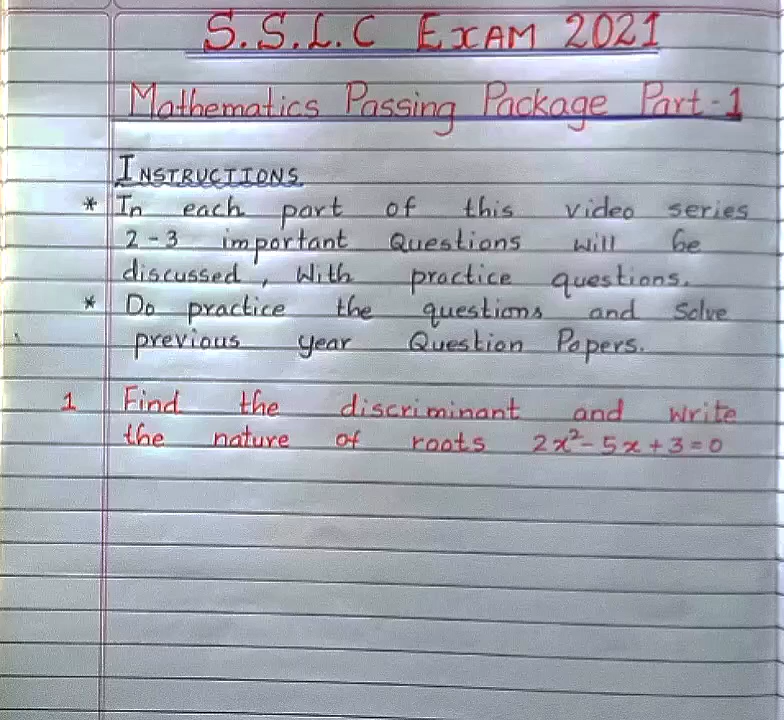 S.S.L.C EXAM 2021
Mathematics Passing Package Part-1
INSTRUCTIONS
* In each part of this video series
2-3 important Questions will be
discussed, With practice questions.
* Do practice the questions and Solve
previous year Question Papers.
1 Find the discriminant and write
the nature of roots 2x²-5x+3=0